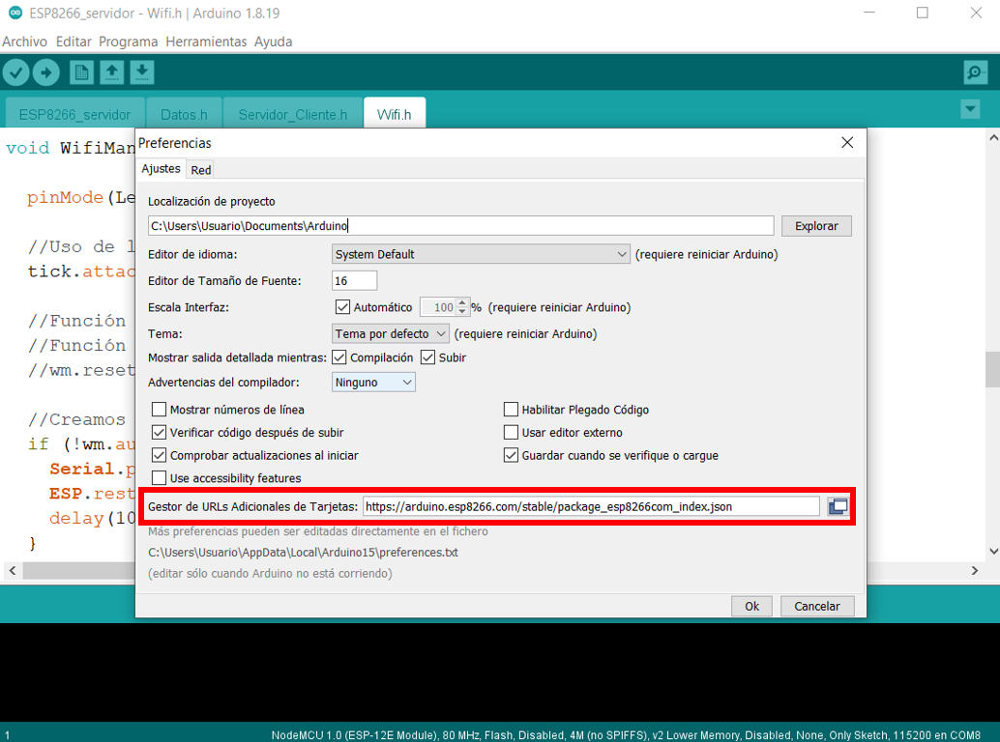 ESP8266_servidor - Wifi.h | Arduino 1.8.19
Archivo Editar Programa Herramientas Ayuda
ESP8266_servidor Datos.h Servidor_Cliente.h Wifi.h
void WifiMan
Preferencias
Ajustes Red
pinMode(Le
Localización de proyecto
C:\Users\Usuario\Documents\Arduino Explorar
//Uso de l
Editor de idioma: System Default (requiere reiniciar Arduino)
tick.attac
Editor de Tamaño de Fuente: 16
Escala Interfaz: Automático 100 % (requiere reiniciar Arduino)
//Función
Tema: Tema por defecto (requiere reiniciar Arduino)
//Función
Mostrar salida detallada mientras: Compilación Subir
//wm.reset
Advertencias del compilador: Ninguno
Mostrar números de línea Habilitar Plegado Código
//Creamos
Verificar código después de subir Usar editor externo
if (!wm.au
Comprobar actualizaciones al iniciar Guardar cuando se verifique o cargue
Serial.p
Use accessibility features
ESP.rest
Gestor de URLs Adicionales de Tarjetas: https://arduino.esp8266.com/stable/package_esp8266com_index.json
delay(10
Más preferencias pueden ser editadas directamente en el fichero
}
C:\Users\Usuario\AppData\Local\Arduino15\preferences.txt
(editar sólo cuando Arduino no está corriendo)
Ok Cancelar
1 NodeMCU 1.0 (ESP-12E Module), 80 MHz, Flash, Disabled, 4M (no SPIFFS), v2 Lower Memory, Disabled, None, Only Sketch, 115200 en COM8